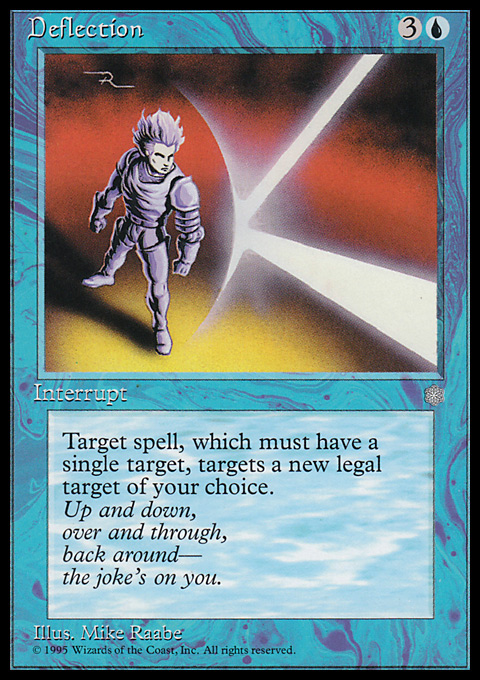 Deflection 3
Interrupt
Target spell, which must have a
single target, targets a new legal
target of your choice.
Up and down,
over and through,
back around—
the joke's on you.
Illus. Mike Raabe
© 1995 Wizards of the Coast, Inc. All rights reserved.